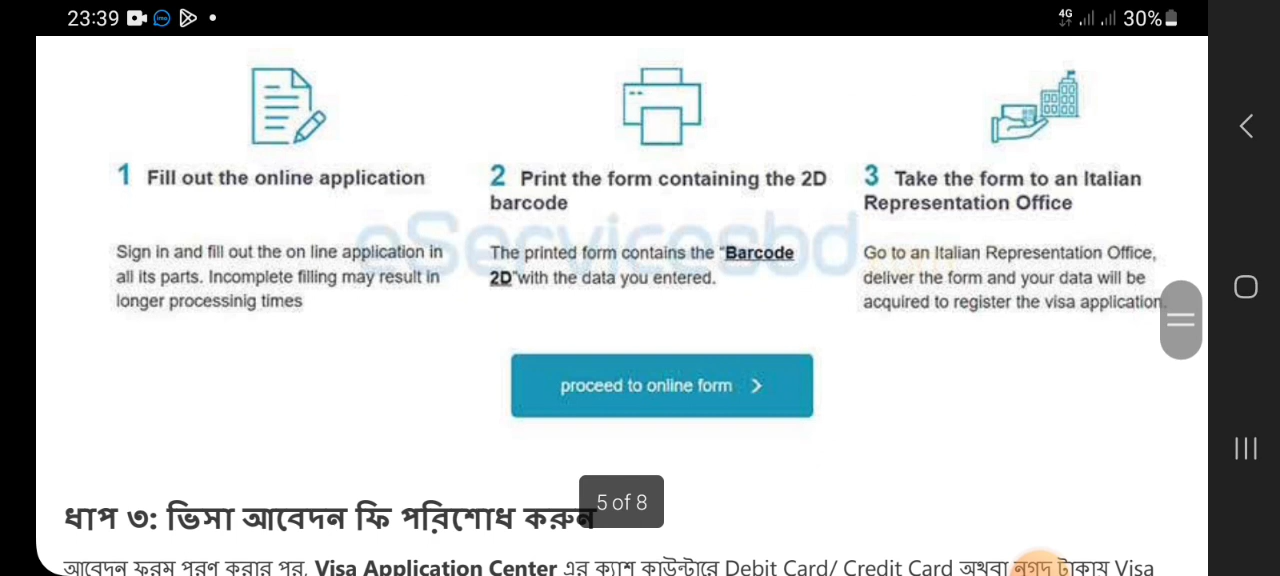 23:39
4G 30%
1 Fill out the online application
2 Print the form containing the 2D
barcode
3 Take the form to an Italian
Representation Office
eServicesbd
Sign in and fill out the on line application in
all its parts. Incomplete filling may result in
longer processinig times
The printed form contains the "Barcode
2D"with the data you entered.
Go to an Italian Representation Office,
deliver the form and your data will be
acquired to register the visa application.
proceed to online form >
5 of 8
ধাপ ৩: ভিসা আবেদন ফি পরিশোধ করুন
আবেদন ফরম পূরণ করার পর, Visa Application Center এর ক্যাশ কাউন্টারে Debit Card/ Credit Card অথবা নগদ টাকায় Visa